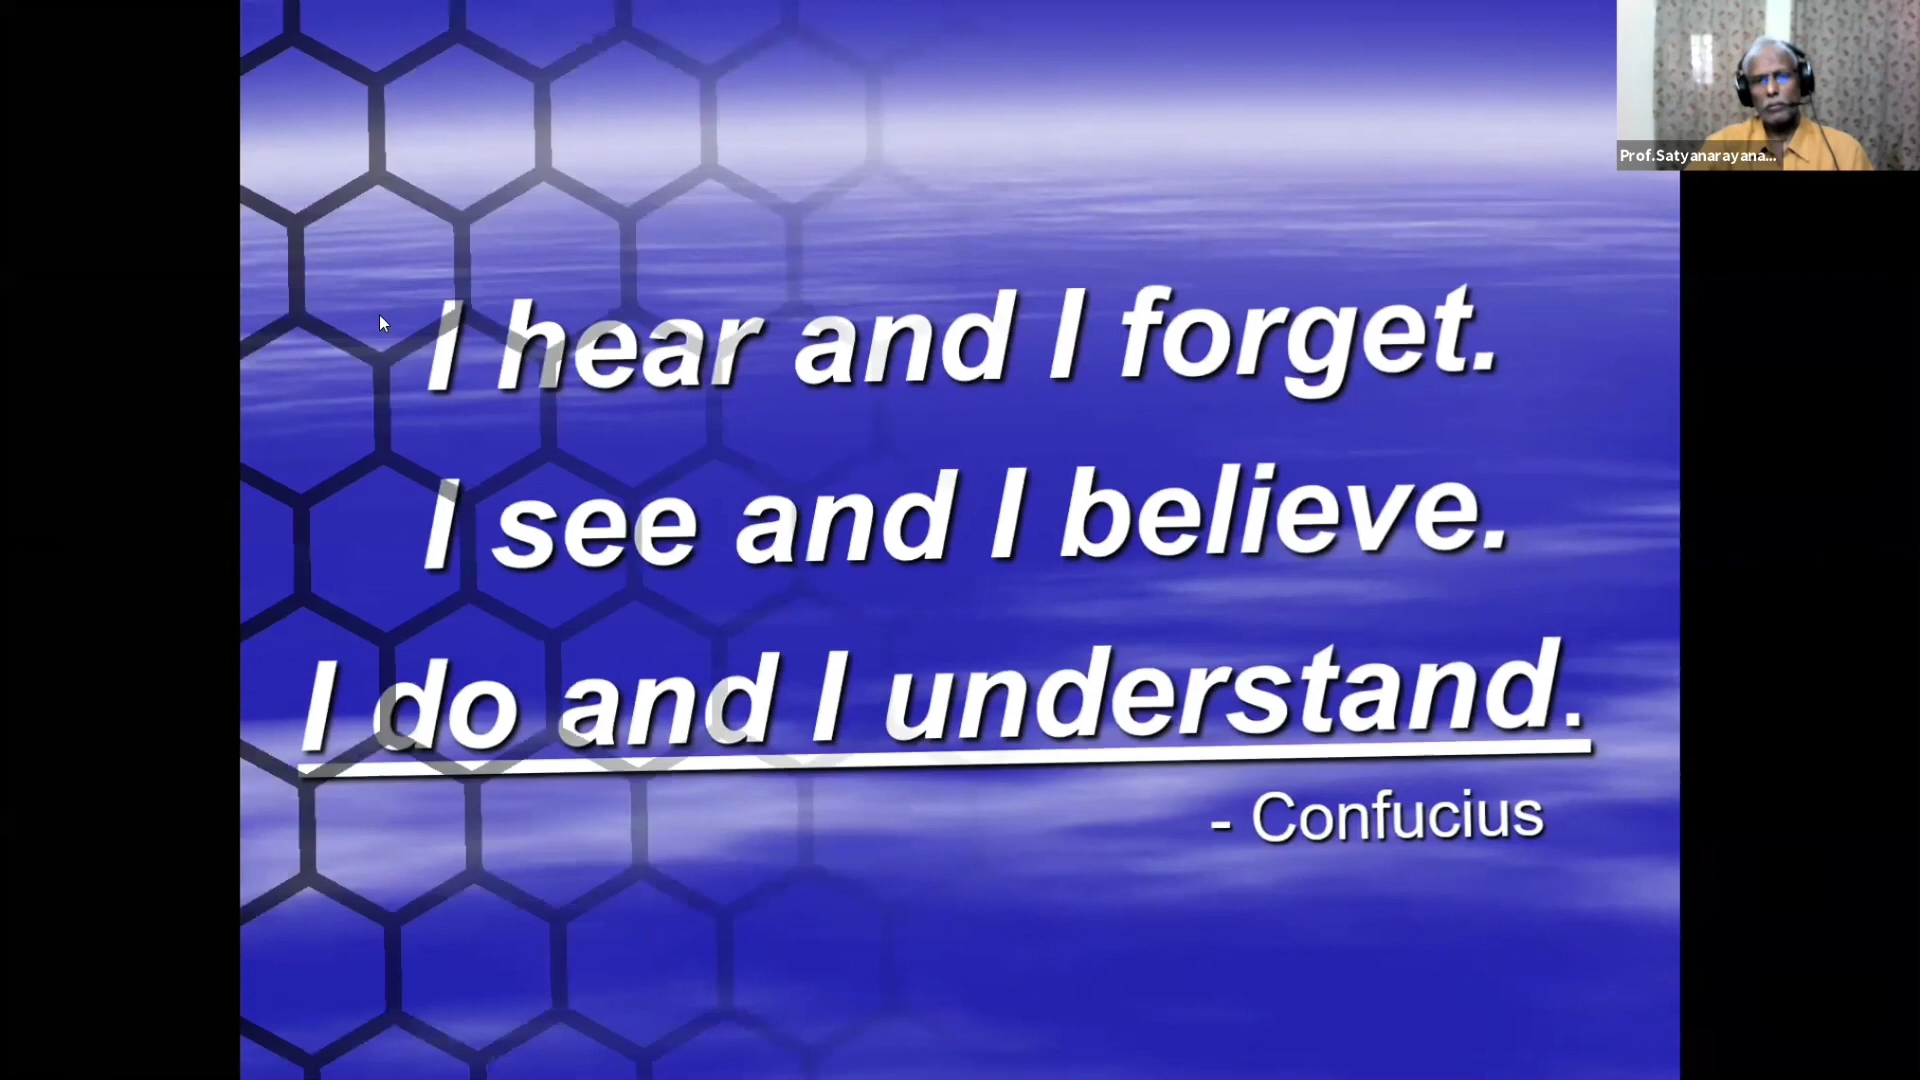 Prof.Satyanarayana...
I hear and I forget.
I see and I believe.
I do and I understand.
- Confucius